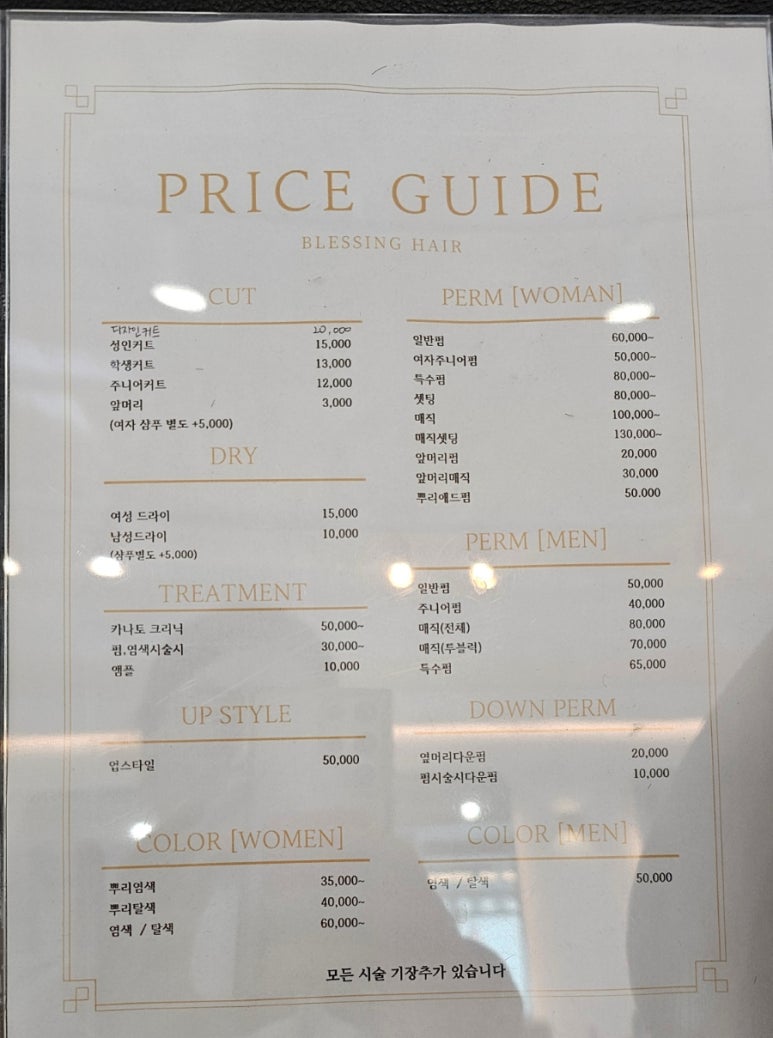 PRICE GUIDE
BLESSING HAIR
CUT
디자인커트 20,000
성인커트 15,000
학생커트 13,000
주니어커트 12,000
앞머리 3,000
(여자 샴푸 별도 +5,000)
DRY
여성 드라이 15,000
남성드라이 10,000
(샴푸별도 +5,000)
TREATMENT
카나토 크리닉 50,000~
펌,염색시술시 30,000~
앰플 10,000
UP STYLE
업스타일 50,000
COLOR [WOMEN]
뿌리염색 35,000~
뿌리탈색 40,000~
염색 / 탈색 60,000~
PERM [WOMAN]
일반펌 60,000~
여자주니어펌 50,000~
특수펌 80,000~
셋팅 80,000~
매직 100,000~
매직셋팅 130,000~
앞머리펌 20,000
앞머리매직 30,000
뿌리애드펌 50.000
PERM [MEN]
일반펌 50,000
주니어펌 40,000
매직(전체) 80,000
매직(투블럭) 70,000
특수펌 65,000
DOWN PERM
옆머리다운펌 20,000
펌시술시다운펌 10,000
COLOR [MEN]
염색 / 탈색 50,000
모든 시술 기장추가 있습니다